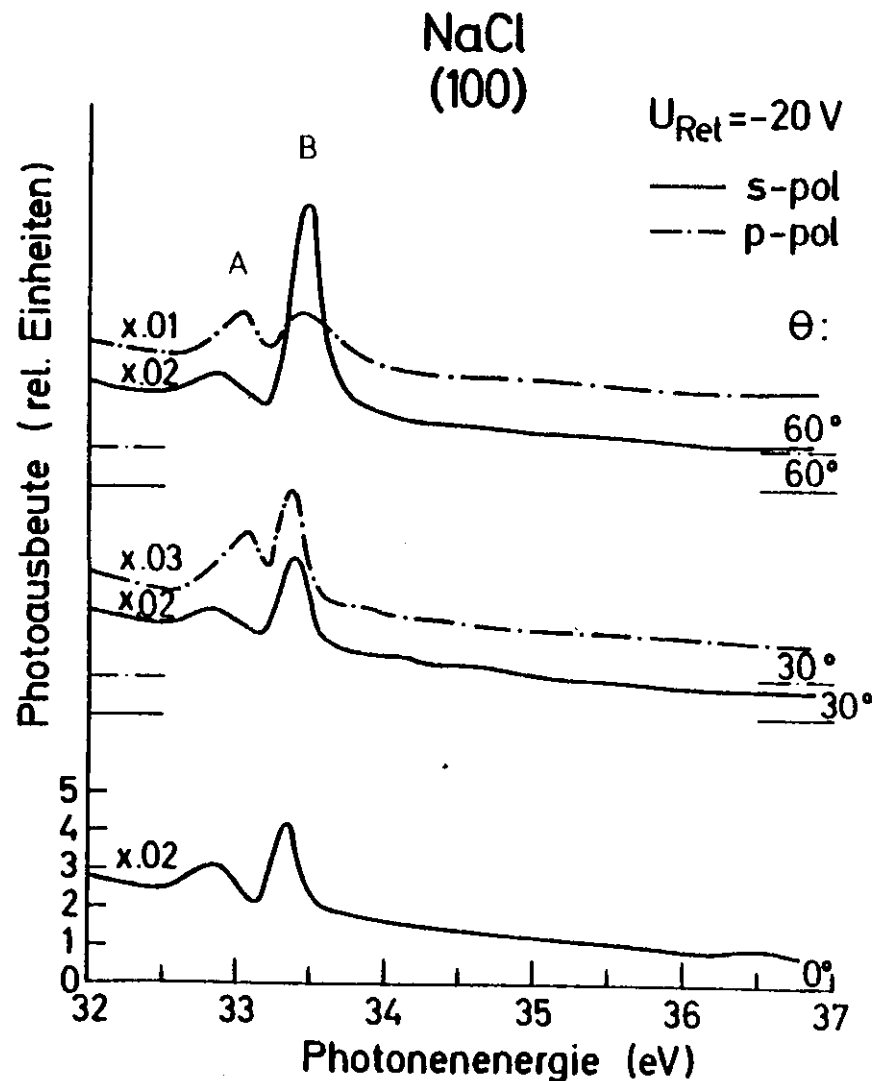 NaCl
(100)
U_Ret = -20 V
s-pol
p-pol
Θ:
B
A
x.01
x.02
60°
60°
x.03
x.02
30°
30°
5
4
3
2
1
0
x.02
0°
32
33
34
35
36
37
Photonenenergie (eV)
Photoausbeute (rel. Einheiten)